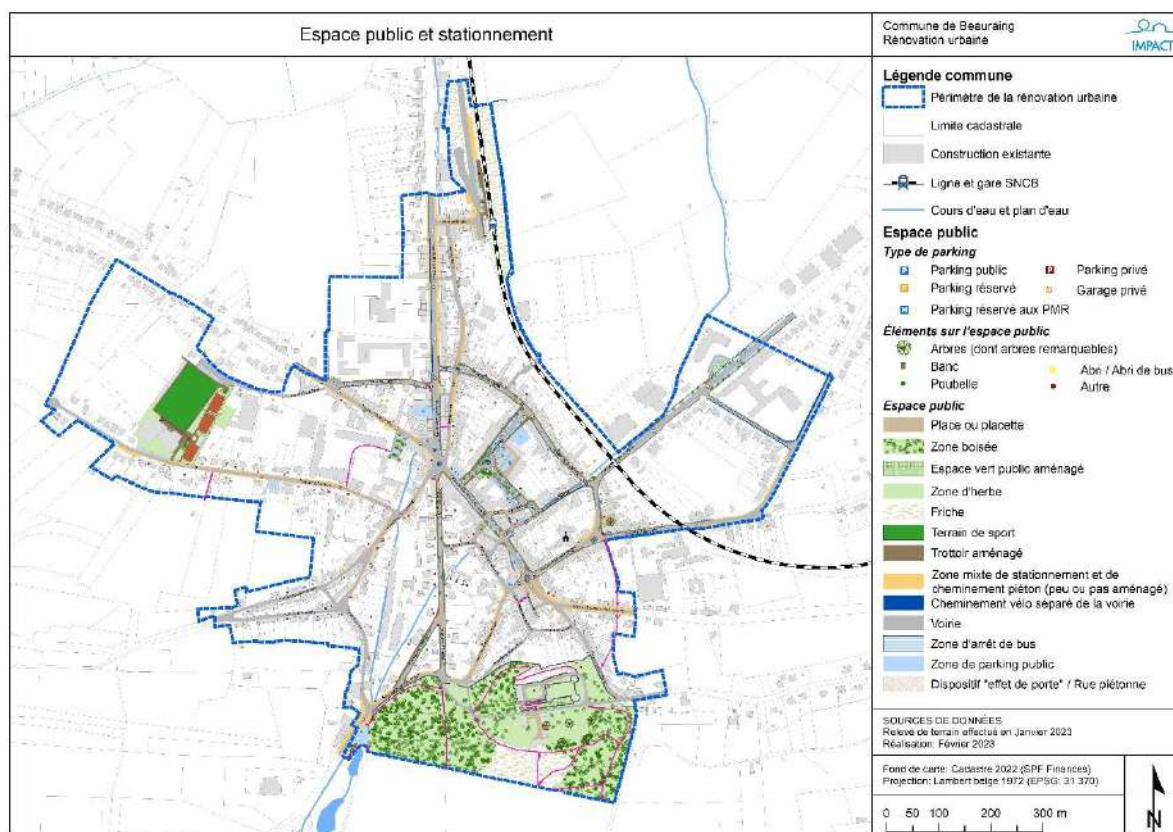 Espace public et stationnement
Commune de Beauraing
Rénovation urbaine
IMPACT
Légende commune
Périmètre de la rénovation urbaine
Limite cadastrale
Construction existante
Ligne et gare SNCB
Cours d'eau et plan d'eau
Espace public
Type de parking
Parking public
Parking privé
Parking réservé
Garage privé
Parking réservé aux PMR
Éléments sur l'espace public
Arbres (dont arbres remarquables)
Banc
Abri / Abri de bus
Poubelle
Autre
Espace public
Place ou placette
Zone boisée
Espace vert public aménagé
Zone d'herbe
Friche
Terrain de sport
Trottoir aménagé
Zone mixte de stationnement et de
cheminement piéton (peu ou pas aménagé)
Cheminement vélo séparé de la voirie
Voirie
Zone d'arrêt de bus
Zone de parking public
Dispositif "effet de porte" / Rue piétonne
SOURCES DE DONNÉES
Relevé de terrain effectué en Janvier 2023
Réalisation: Février 2023
Fond de carte: Cadastre 2022 (SPF Finances)
Projection: Lambert belge 1972 (EPSG: 31 370)
0 50 100 200 300 m
N